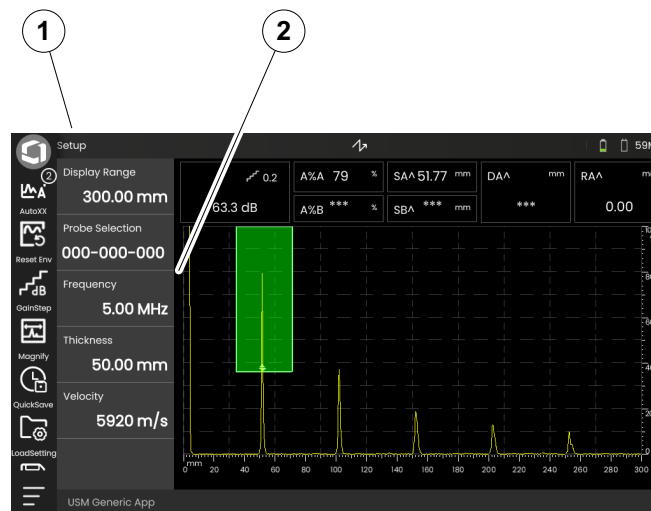 1
2
Setup
59M
2
AutoXX
Reset Env
dB
GainStep
Magnify
QuickSave
LoadSetting
Display Range
300.00 mm
Probe Selection
000-000-000
Frequency
5.00 MHz
Thickness
50.00 mm
Velocity
5920 m/s
0.2
63.3 dB
A%A 79 %
A%B *** %
SA^ 51.77 mm
SB^ *** mm
DA^ mm
***
RA^ m
0.00
mm
0 20 40 60 80 100 120 140 160 180 200 220 240 260 280 300
USM Generic App